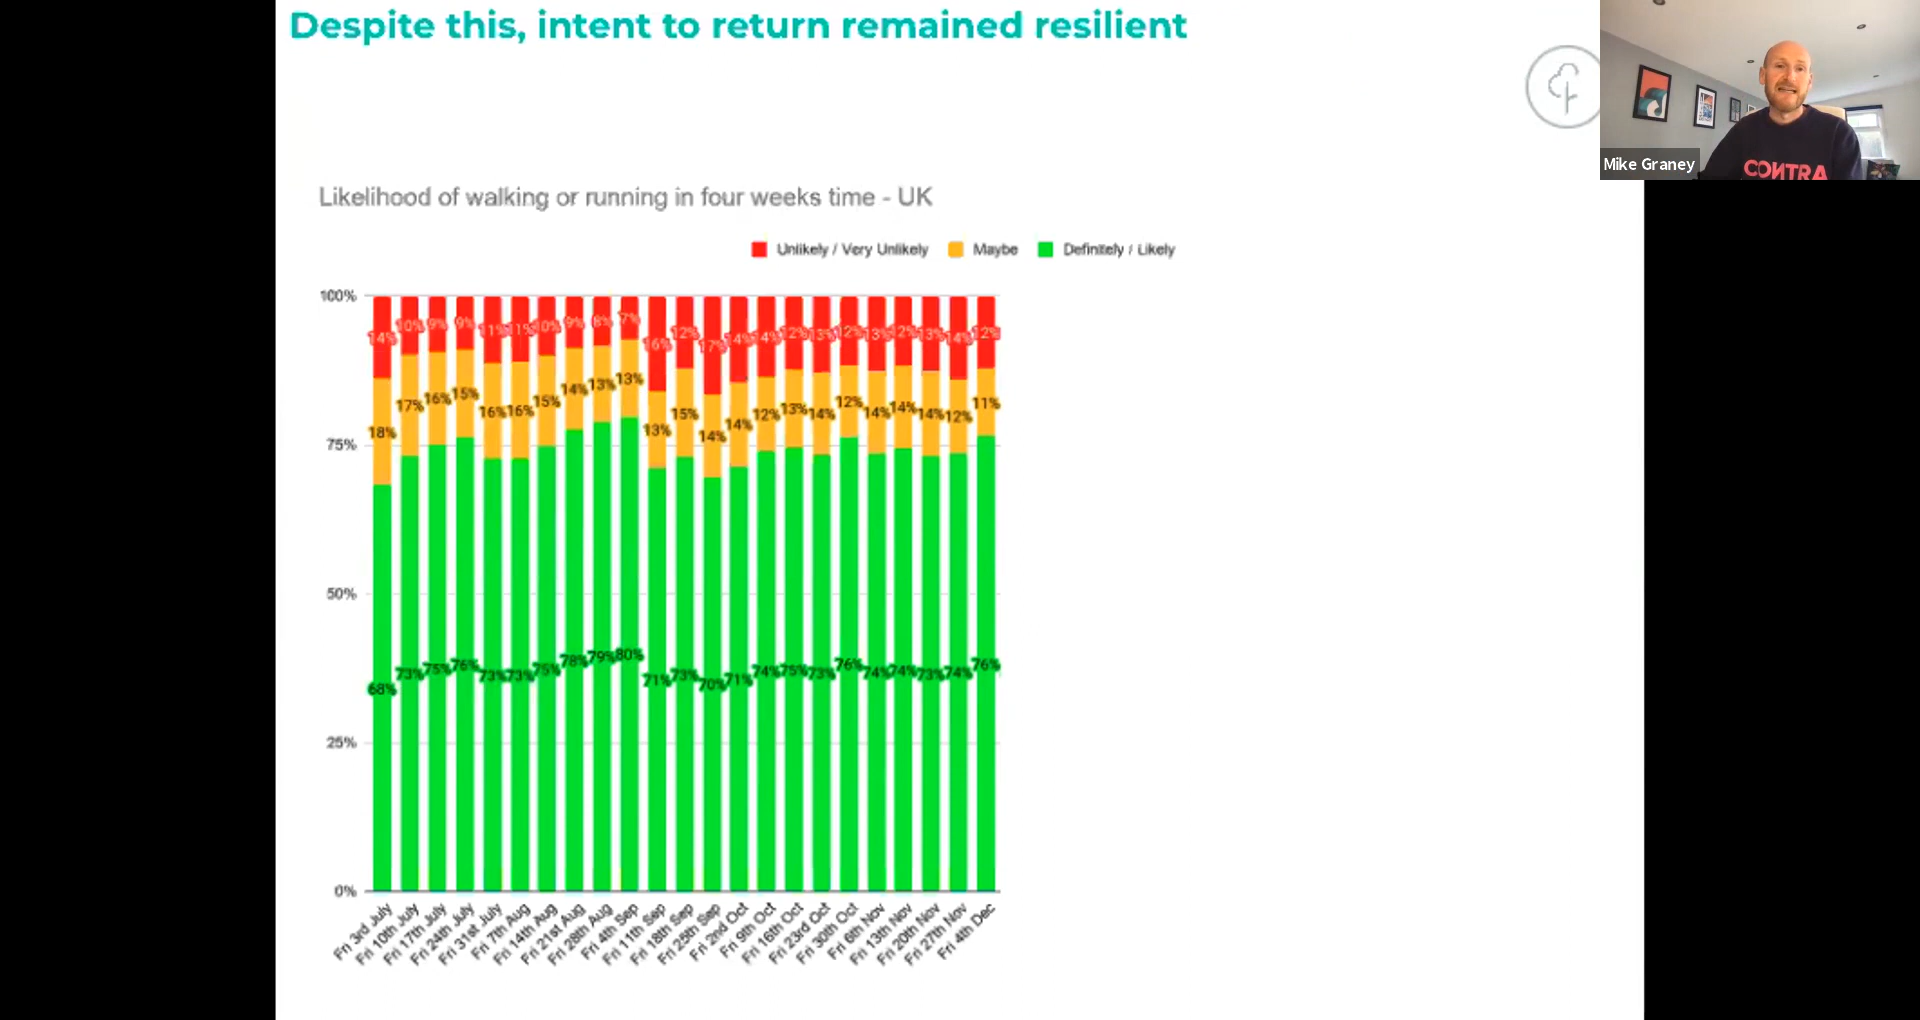 Despite this, intent to return remained resilient
Mike Graney
CONTRA
Likelihood of walking or running in four weeks time - UK
Unlikely / Very Unlikely Maybe Definitely / Likely
100%
75%
50%
25%
0%
14% 10% 9% 9% 11% 11% 10% 9% 8% 7% 16% 12% 17% 14% 14% 12% 13% 12% 13% 12% 13% 14% 12%
18% 17% 16% 15% 16% 16% 15% 14% 13% 13% 13% 15% 14% 14% 12% 13% 14% 12% 14% 14% 14% 12% 11%
68% 73% 75% 76% 73% 73% 75% 78% 79% 80% 71% 73% 70% 71% 74% 75% 73% 76% 74% 74% 73% 74% 76%
Fri 3rd July
Fri 10th July
Fri 17th July
Fri 24th July
Fri 31st July
Fri 7th Aug
Fri 14th Aug
Fri 21st Aug
Fri 28th Aug
Fri 4th Sep
Fri 11th Sep
Fri 18th Sep
Fri 25th Sep
Fri 2nd Oct
Fri 9th Oct
Fri 16th Oct
Fri 23rd Oct
Fri 30th Oct
Fri 6th Nov
Fri 13th Nov
Fri 20th Nov
Fri 27th Nov
Fri 4th Dec